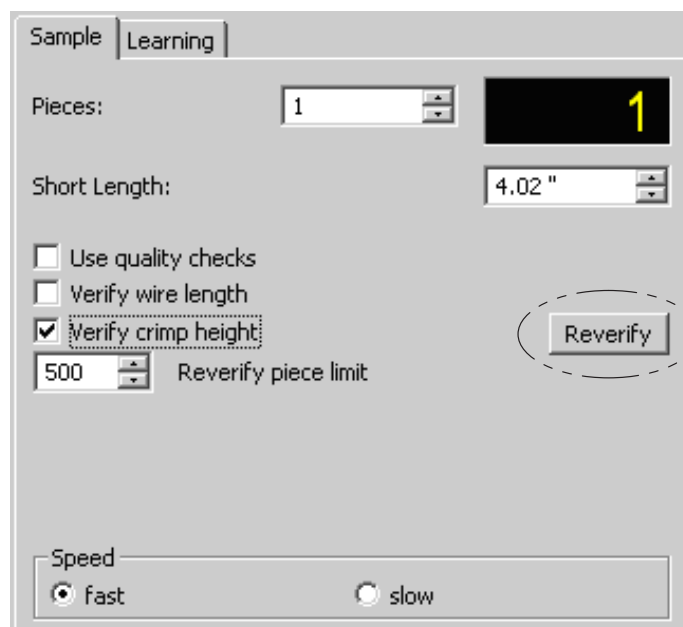 Sample Learning
Pieces: 1 1
Short Length: 4.02 "
Use quality checks
Verify wire length
Verify crimp height Reverify
500 Reverify piece limit
Speed
fast slow